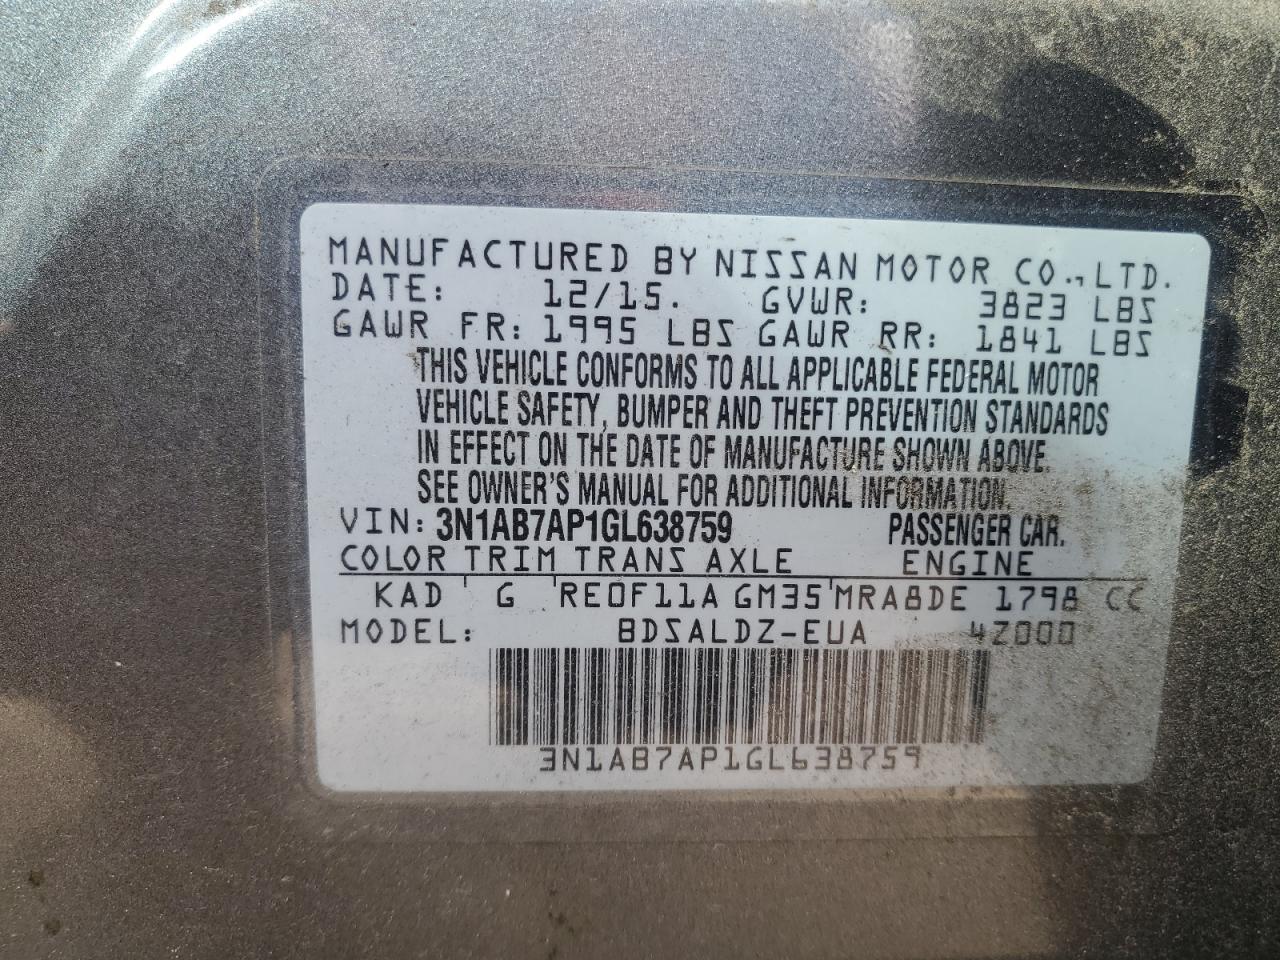 MANUFACTURED BY NISSAN MOTOR CO., LTD.
DATE: 12/15. GVWR: 3823 LBS
GAWR FR: 1995 LBS GAWR RR: 1841 LBS
THIS VEHICLE CONFORMS TO ALL APPLICABLE FEDERAL MOTOR
VEHICLE SAFETY, BUMPER AND THEFT PREVENTION STANDARDS
IN EFFECT ON THE DATE OF MANUFACTURE SHOWN ABOVE.
SEE OWNER'S MANUAL FOR ADDITIONAL INFORMATION.
VIN: 3N1AB7AP1GL638759 PASSENGER CAR.
COLOR TRIM TRANS AXLE ENGINE
KAD G RE0F11A GM35 MRA8DE 1798 CC
MODEL: BDSALDZ-EUA 4Z000
3N1AB7AP1GL638759